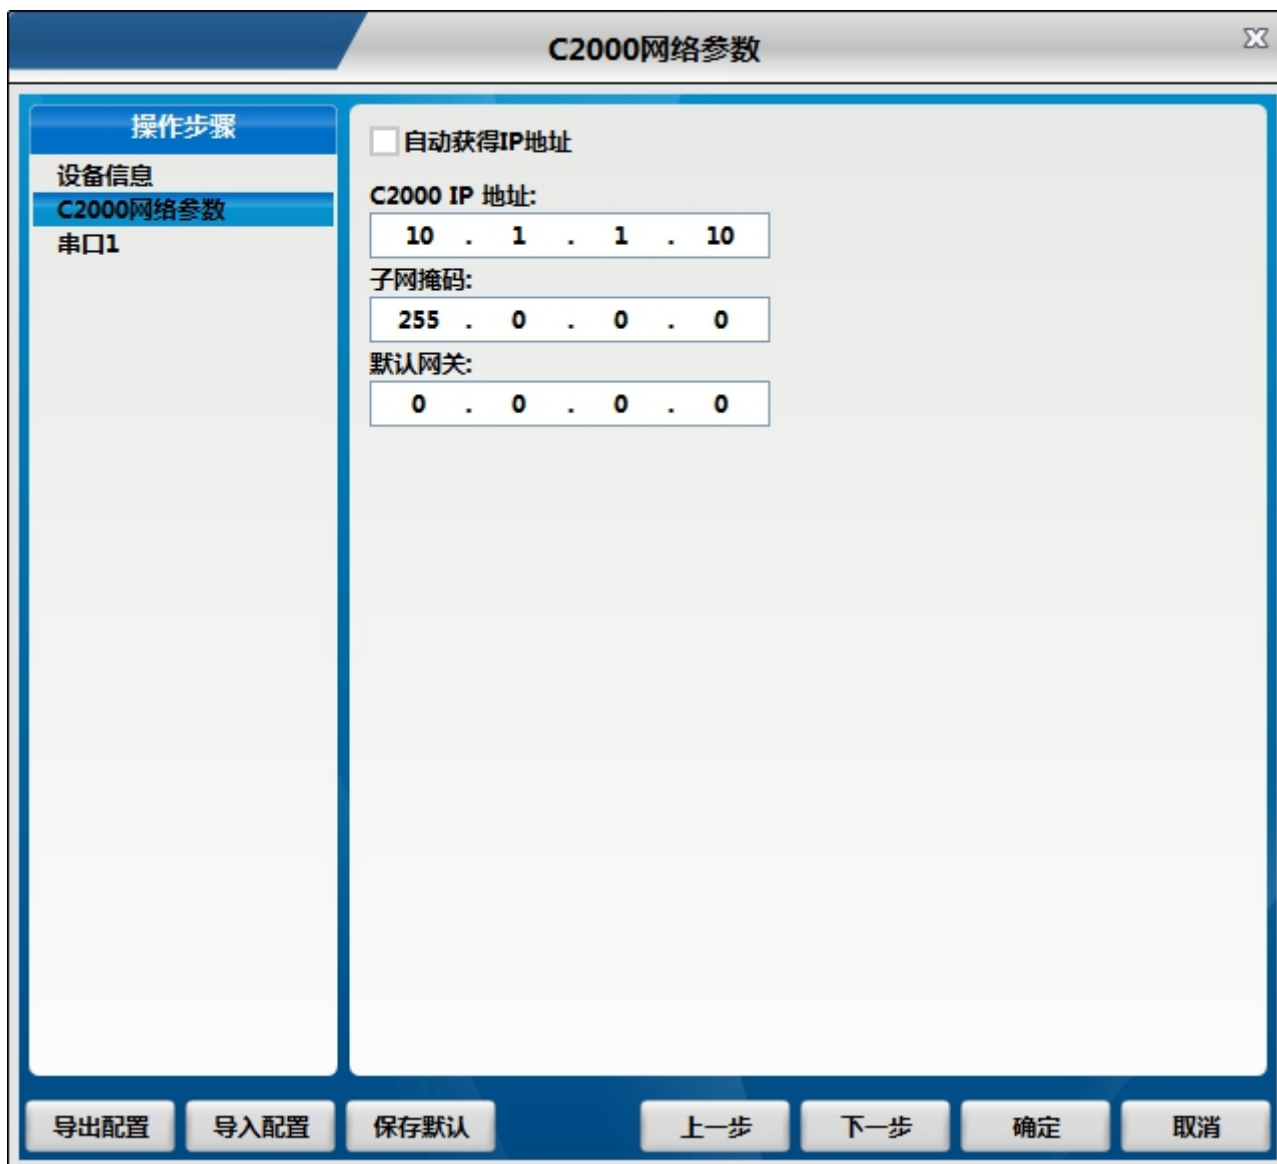 C2000网络参数
操作步骤
设备信息
C2000网络参数
串口1
自动获得IP地址
C2000 IP 地址:
10 . 1 . 1 . 10
子网掩码:
255 . 0 . 0 . 0
默认网关:
0 . 0 . 0 . 0
导出配置 导入配置 保存默认 上一步 下一步 确定 取消